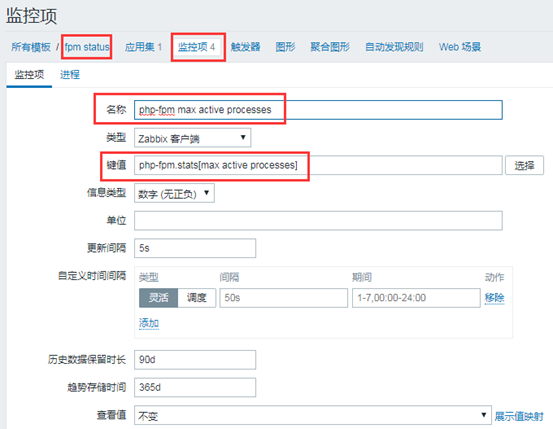 监控项
所有模板 / fpm status 应用集 1 监控项 4 触发器 图形 聚合图形 自动发现规则 Web 场景
监控项 进程
名称 php-fpm max active processes
类型 Zabbix 客户端
键值 php-fpm.stats[max active processes] 选择
信息类型 数字 (无正负)
单位
更新间隔 5s
自定义时间间隔 类型 间隔 期间 动作
灵活 调度 50s 1-7,00:00-24:00 移除
添加
历史数据保留时长 90d
趋势存储时间 365d
查看值 不变 展示值映射